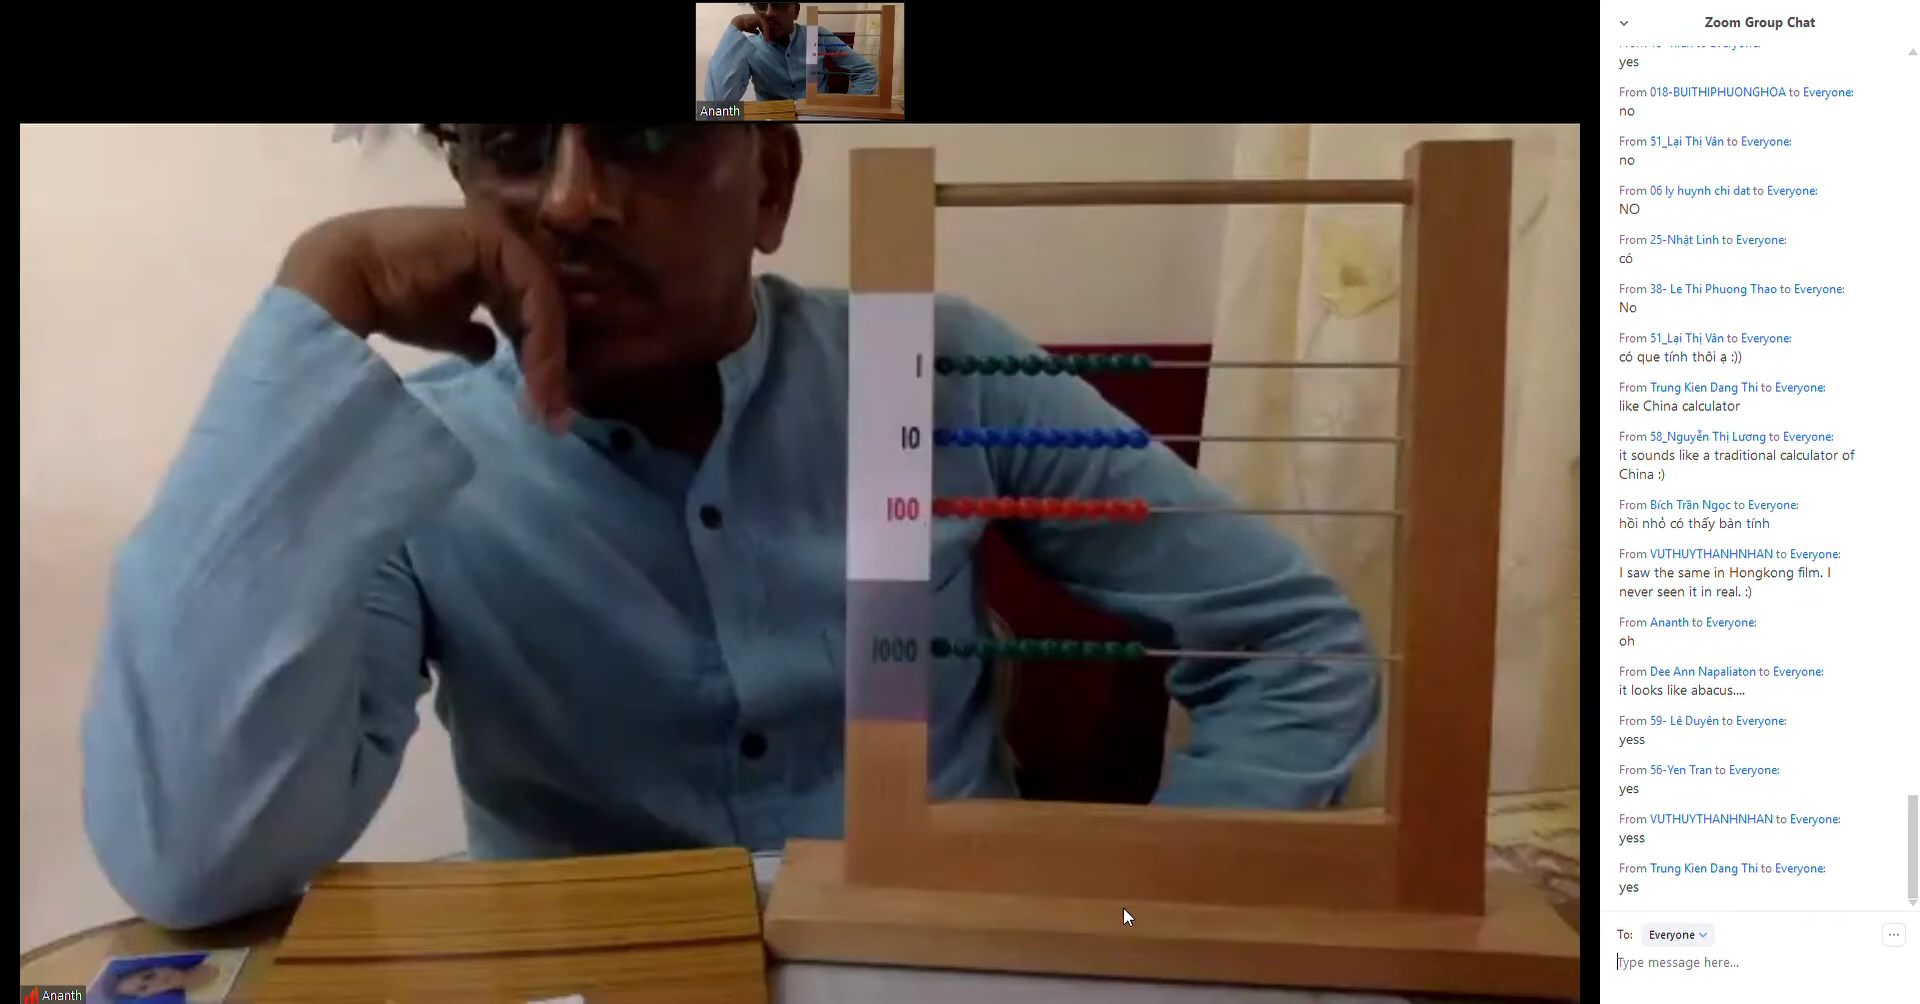 Ananth
1
10
100
1000
Ananth
Zoom Group Chat
yes
From 018-BUITHIPHUONGHOA to Everyone:
no
From 51_Lại Thị Vân to Everyone:
no
From 06 ly huynh chi dat to Everyone:
NO
From 25-Nhật Linh to Everyone:
có
From 38- Le Thi Phuong Thao to Everyone:
No
From 51_Lại Thị Vân to Everyone:
có que tính thôi ạ :))
From Trung Kien Dang Thi to Everyone:
like China calculator
From 58_Nguyễn Thị Lương to Everyone:
it sounds like a traditional calculator of
China :)
From Bích Trần Ngọc to Everyone:
hồi nhỏ có thấy bàn tính
From VUTHUYTHANHNHAN to Everyone:
I saw the same in Hongkong film. I
never seen it in real. :)
From Ananth to Everyone:
oh
From Dee Ann Napaliaton to Everyone:
it looks like abacus....
From 59- Lê Duyên to Everyone:
yess
From 56-Yen Tran to Everyone:
yes
From VUTHUYTHANHNHAN to Everyone:
yess
From Trung Kien Dang Thi to Everyone:
yes
To: Everyone
Type message here...